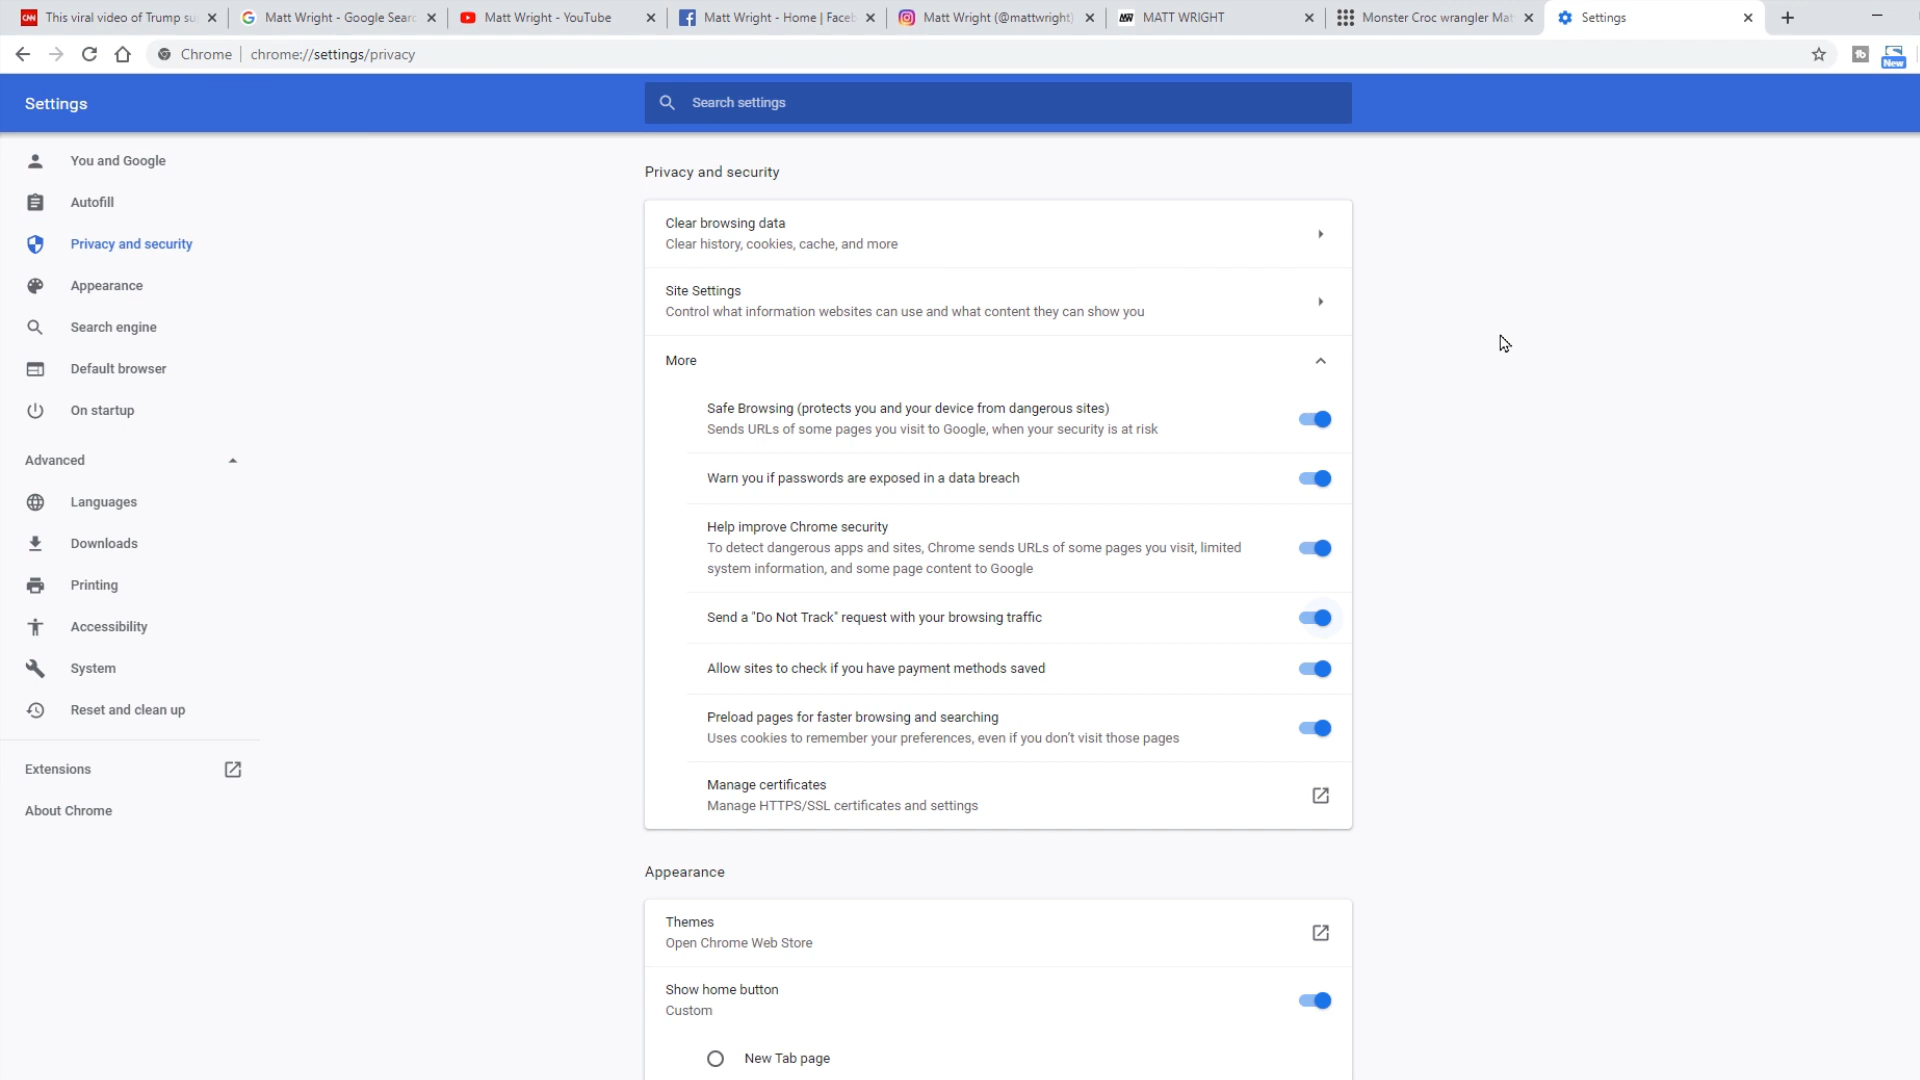 CNN This viral video of Trump su
Matt Wright - Google Searc
Matt Wright - YouTube
Matt Wright - Home | Faceb
Matt Wright (@mattwright)
MATT WRIGHT
Monster Croc wrangler Mat
Settings
Chrome | chrome://settings/privacy
New
Settings
Search settings
You and Google
Autofill
Privacy and security
Appearance
Search engine
Default browser
On startup
Advanced
Languages
Downloads
Printing
Accessibility
System
Reset and clean up
Extensions
About Chrome
Privacy and security
Clear browsing data
Clear history, cookies, cache, and more
Site Settings
Control what information websites can use and what content they can show you
More
Safe Browsing (protects you and your device from dangerous sites)
Sends URLs of some pages you visit to Google, when your security is at risk
Warn you if passwords are exposed in a data breach
Help improve Chrome security
To detect dangerous apps and sites, Chrome sends URLs of some pages you visit, limited
system information, and some page content to Google
Send a "Do Not Track" request with your browsing traffic
Allow sites to check if you have payment methods saved
Preload pages for faster browsing and searching
Uses cookies to remember your preferences, even if you don't visit those pages
Manage certificates
Manage HTTPS/SSL certificates and settings
Appearance
Themes
Open Chrome Web Store
Show home button
Custom
New Tab page